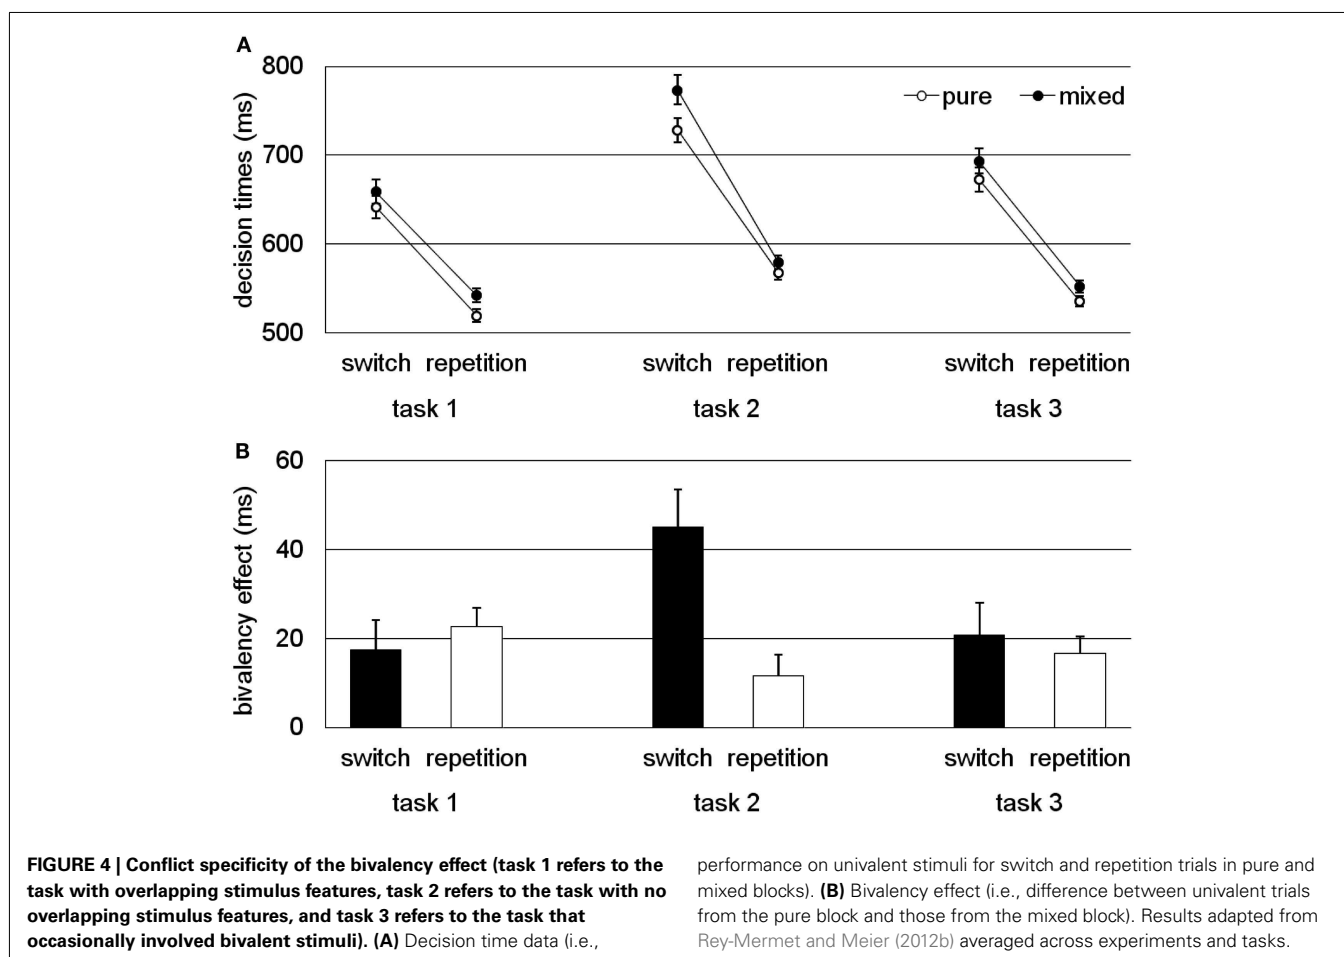 A
800
700
600
500
decision times (ms)
pure mixed
switch repetition switch repetition switch repetition
task 1 task 2 task 3
B
60
40
20
0
bivalency effect (ms)
switch repetition switch repetition switch repetition
task 1 task 2 task 3
FIGURE 4 | Conflict specificity of the bivalency effect (task 1 refers to the
task with overlapping stimulus features, task 2 refers to the task with no
overlapping stimulus features, and task 3 refers to the task that
occasionally involved bivalent stimuli). (A) Decision time data (i.e.,
performance on univalent stimuli for switch and repetition trials in pure and
mixed blocks). (B) Bivalency effect (i.e., difference between univalent trials
from the pure block and those from the mixed block). Results adapted from
Rey-Mermet and Meier (2012b) averaged across experiments and tasks.